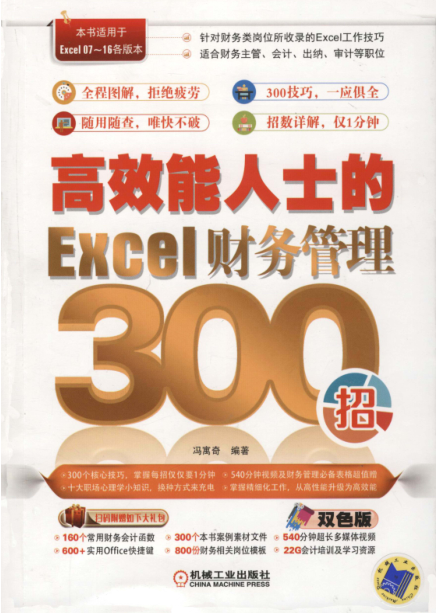 本书适用于
Excel 07~16各版本
针对财务类岗位所收录的Excel工作技巧
适合财务主管、会计、出纳、审计等职位
全程图解，拒绝疲劳
300技巧，一应俱全
随用随查，唯快不破
招数详解，仅1分钟
高效能人士的
Excel财务管理
300
招
冯寓奇 编著
300个核心技巧，掌握每招仅仅要1分钟
540分钟视频及财务管理必备表格超值赠
十大职场心理学小知识，换种方式来充电
掌握精细化工作，从高性能升级为高效能
扫码附赠如下大礼包
双色版
160个常用财务会计函数
300个本书案例素材文件
540分钟超长多媒体视频
600+实用Office快捷键
800份财务相关岗位模板
22G会计培训及学习资源
机械工业出版社
CHINA MACHINE PRESS